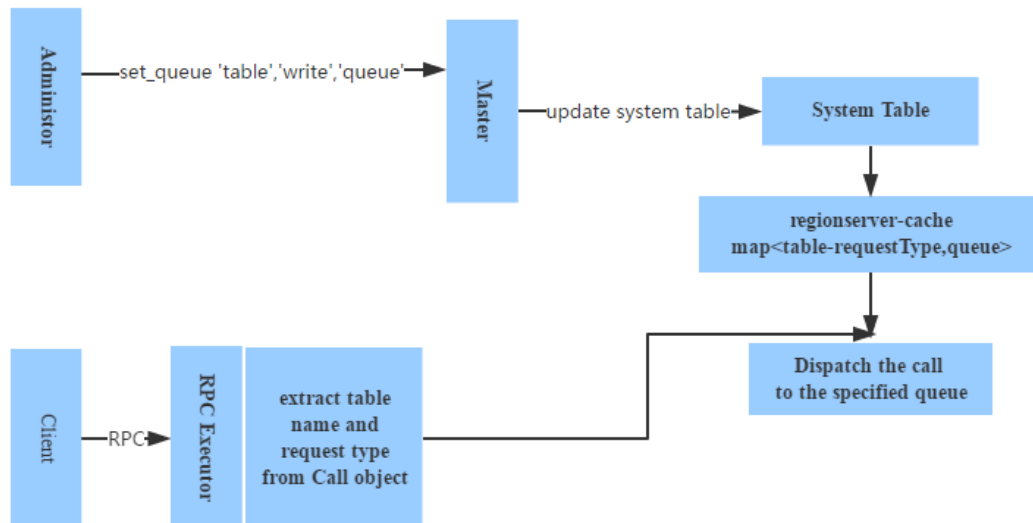 Administor
set_queue 'table','write','queue'
Master
update system table
System Table
regionserver-cache
map<table-requestType,queue>
Client
RPC
RPC Executor
extract table
name and
request type
from Call object
Dispatch the call
to the specified queue